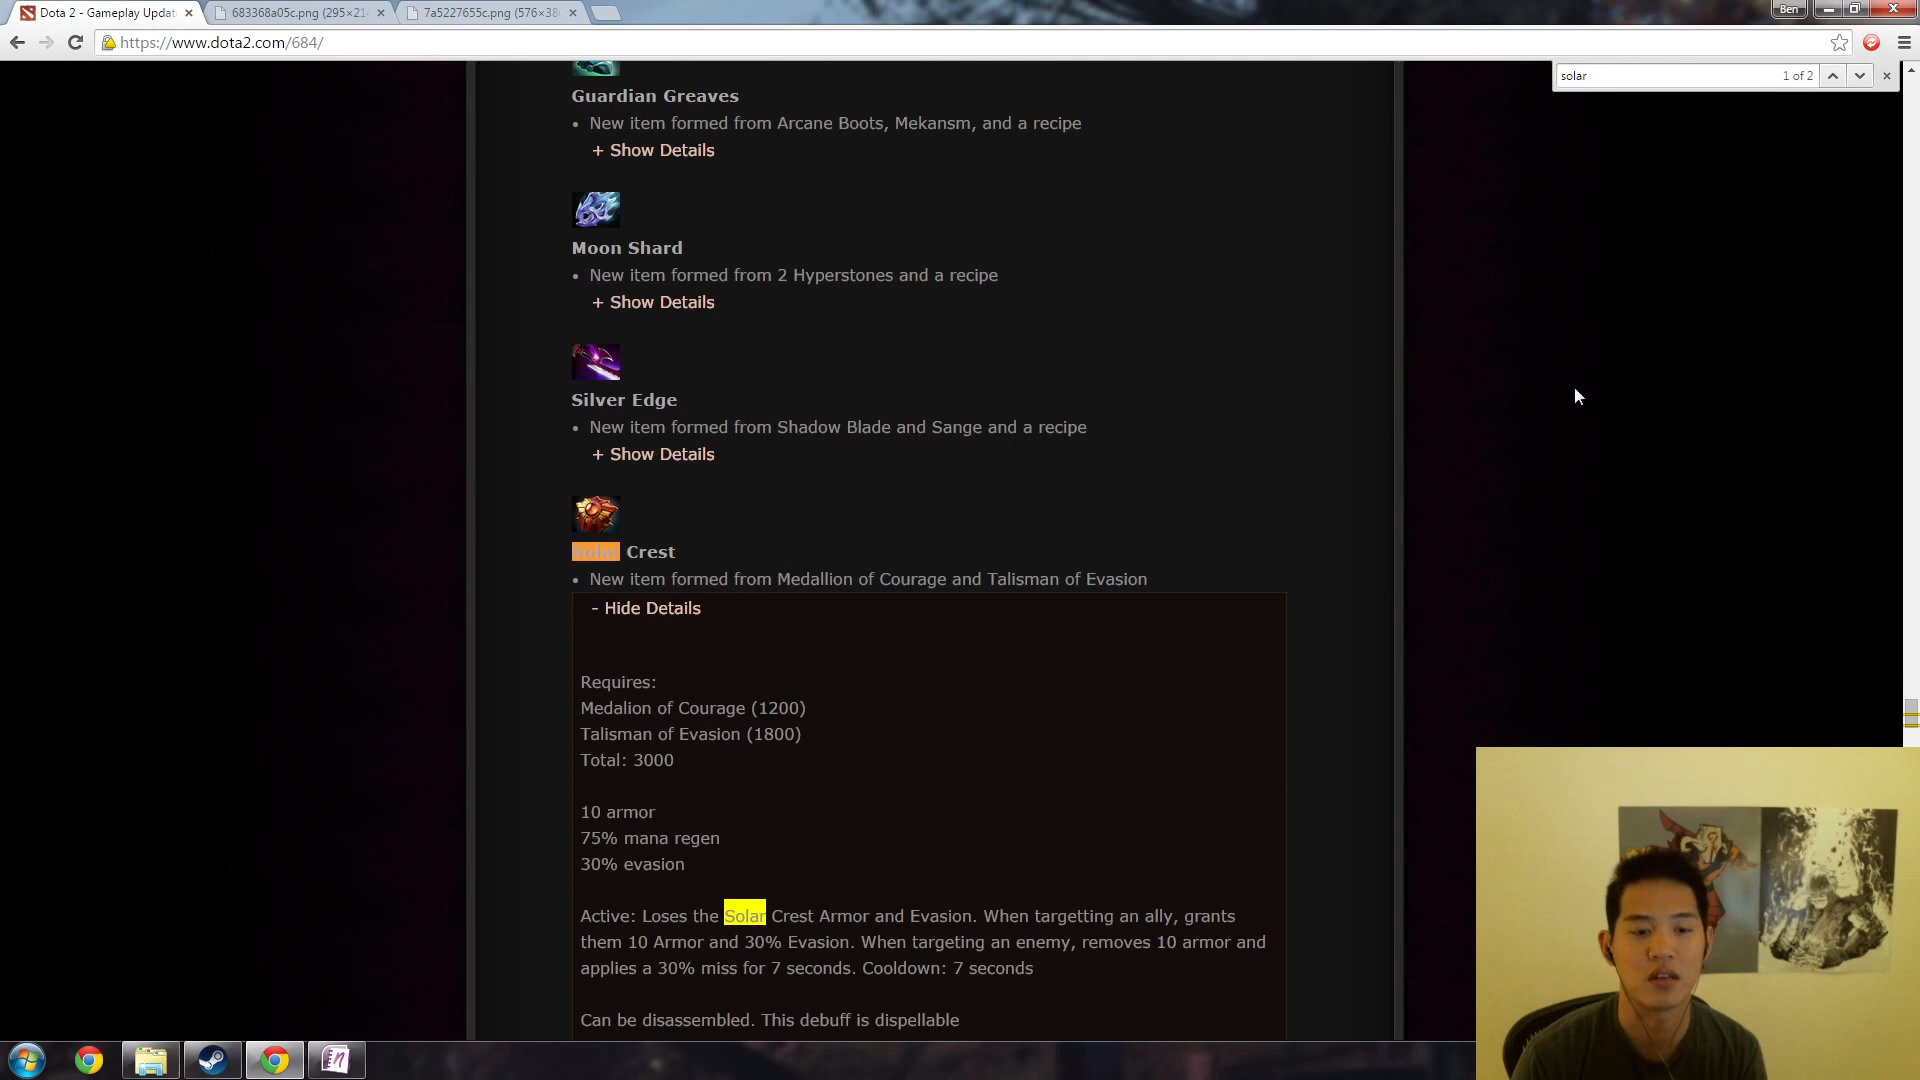 Dota 2 - Gameplay Updat
683368a05c.png (295×21
7a5227655c.png (576×38
Ben
https://www.dota2.com/684/
solar
1 of 2
Guardian Greaves
• New item formed from Arcane Boots, Mekansm, and a recipe
+ Show Details
Moon Shard
• New item formed from 2 Hyperstones and a recipe
+ Show Details
Silver Edge
• New item formed from Shadow Blade and Sange and a recipe
+ Show Details
Solar Crest
• New item formed from Medallion of Courage and Talisman of Evasion
- Hide Details
Requires:
Medalion of Courage (1200)
Talisman of Evasion (1800)
Total: 3000
10 armor
75% mana regen
30% evasion
Active: Loses the Solar Crest Armor and Evasion. When targetting an ally, grants
them 10 Armor and 30% Evasion. When targeting an enemy, removes 10 armor and
applies a 30% miss for 7 seconds. Cooldown: 7 seconds
Can be disassembled. This debuff is dispellable